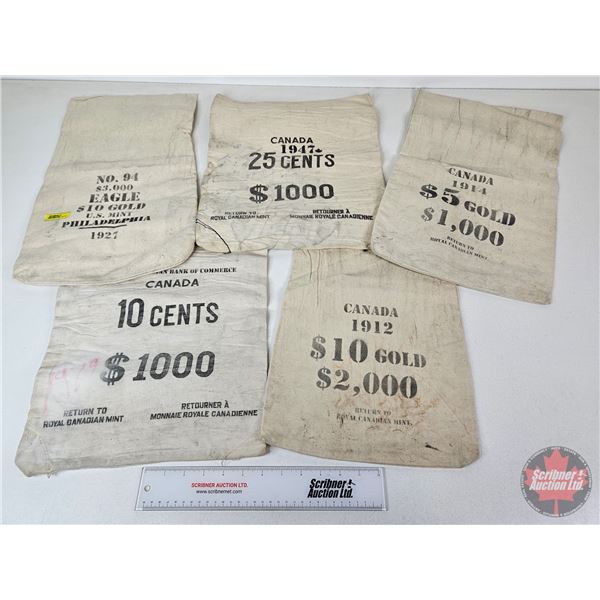 NO. 94
$3,000
EAGLE
$10 GOLD
U.S. MINT
PHILADELPHIA
1927
CANADA
1947
25 CENTS
$1000
RETURN TO
ROYAL CANADIAN MINT
RETOURNER À
MONNAIE ROYALE CANADIENNE
CANADA
1914
$5 GOLD
$1,000
RETURN TO
ROYAL CANADIAN MINT.
BANK OF COMMERCE
CANADA
10 CENTS
$1000
RETURN TO
ROYAL CANADIAN MINT
RETOURNER À
MONNAIE ROYALE CANADIENNE
CANADA
1912
$10 GOLD
$2,000
RETURN TO
ROYAL CANADIAN MINT.
SCRIBNER AUCTION LTD.
www.scribnernet.com
Scribner
Auction Ltd.
Scribner
Auction Ltd.